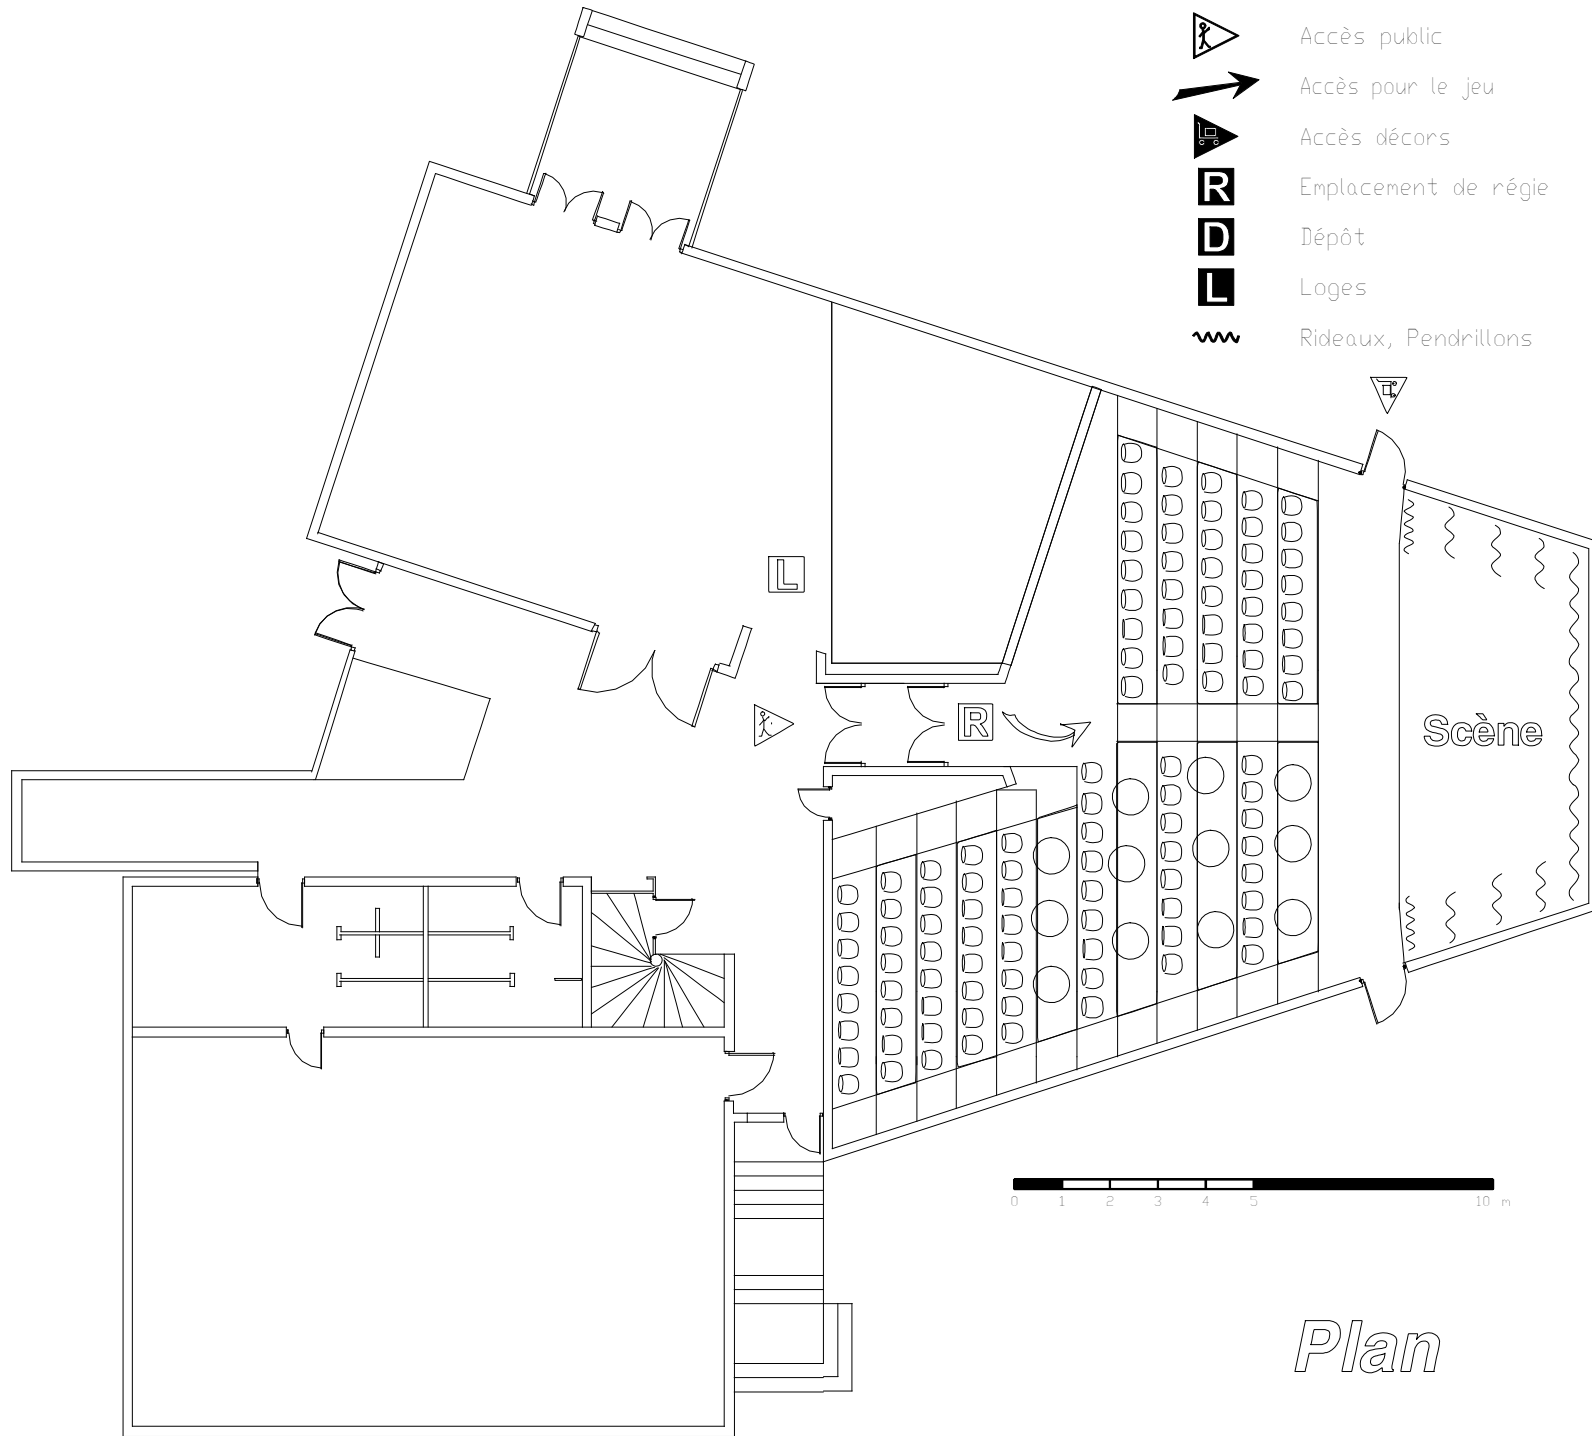 Accès public
Accès pour le jeu
Accès décors
R Emplacement de régie
D Dépôt
L Loges
Rideaux, Pendrillons
L
R
Scène
0 1 2 3 4 5 10 m
Plan